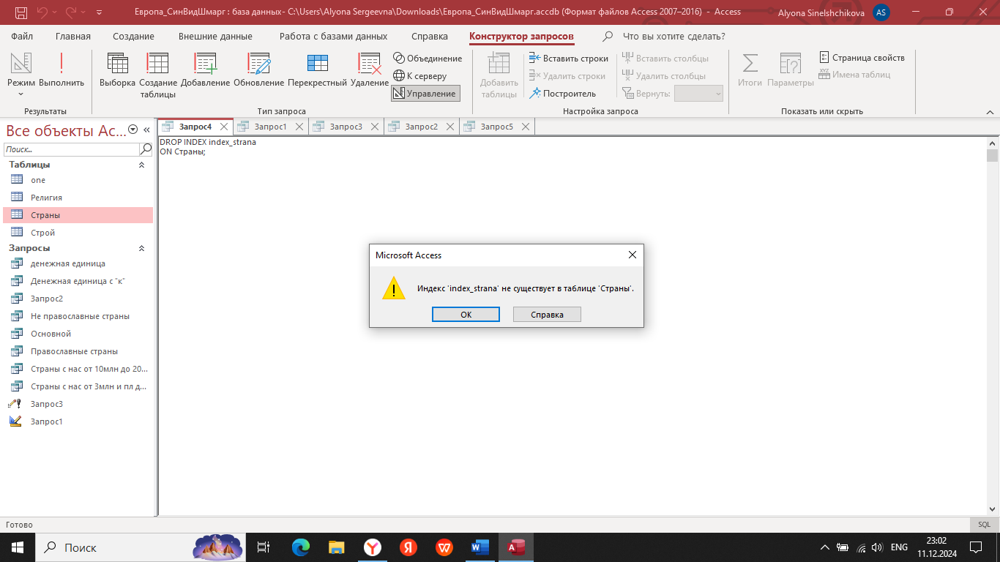 Европа_СинВидШмарг : база данных- C:\Users\Alyona Sergeevna\Downloads\Европа_СинВидШмарг.accdb (Формат файлов Access 2007–2016) - Access
Alyona Sinelshchikova
AS
Файл Главная Создание Внешние данные Работа с базами данных Справка Конструктор запросов Что вы хотите сделать?
Режим
Выполнить
Результаты
Выборка
Создание таблицы
Добавление
Обновление
Перекрестный
Удаление
Объединение
К серверу
Управление
Тип запроса
Добавить таблицы
Вставить строки
Удалить строки
Построитель
Вставить столбцы
Удалить столбцы
Вернуть:
Настройка запроса
Итоги
Параметры
Страница свойств
Имена таблиц
Показать или скрыть
Все объекты Ac...
Поиск...
Таблицы
one
Религия
Страны
Строй
Запросы
денежная единица
Денежная единица с "к"
Запрос2
Не православные страны
Основной
Православные страны
Страны с нас от 10млн до 20...
Страны с нас от 3млн и пл д...
Запрос3
Запрос1
Запрос4 Запрос1 Запрос3 Запрос2 Запрос5
DROP INDEX index_strana
ON Страны;
Microsoft Access
Индекс 'index_strana' не существует в таблице 'Страны'.
ОК
Справка
Готово
SQL
Поиск
ENG
23:02
11.12.2024